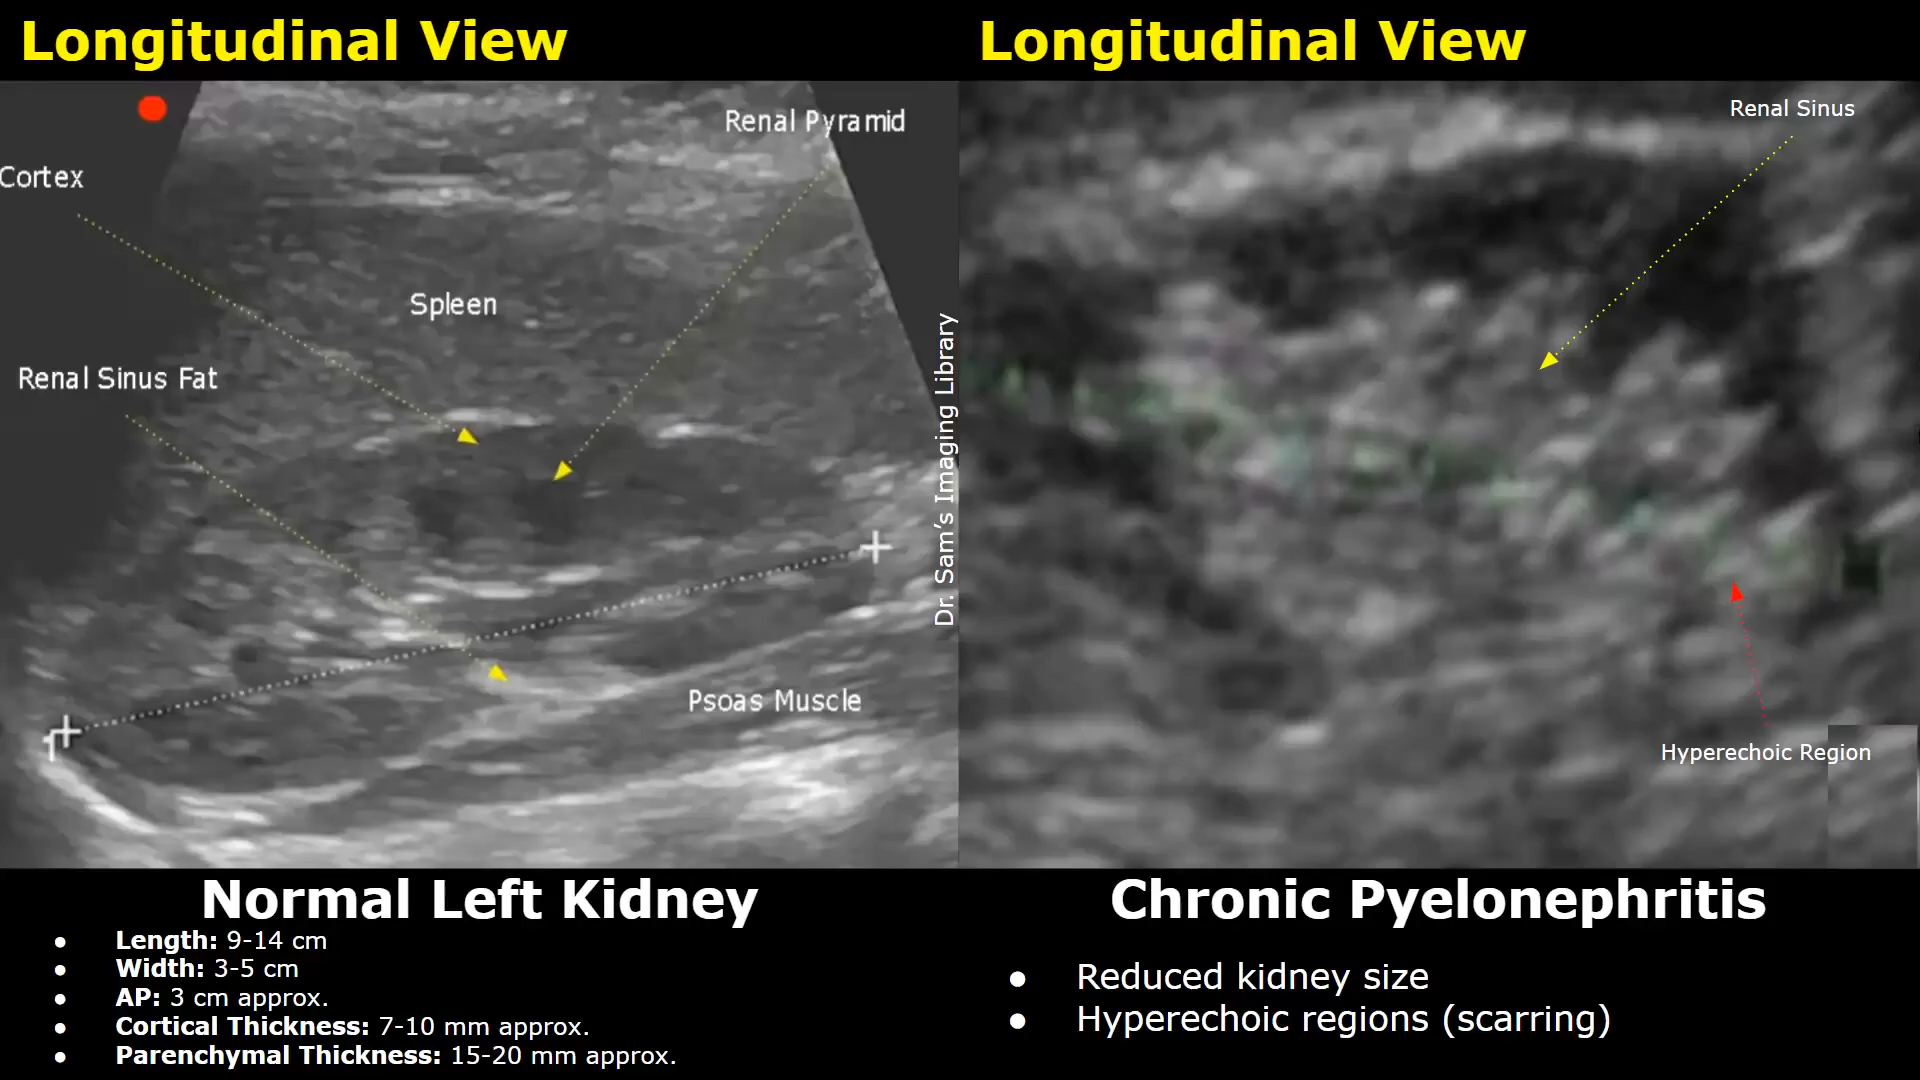 Longitudinal View
Longitudinal View
Renal Pyramid
Cortex
Spleen
Renal Sinus Fat
Psoas Muscle
Dr. Sam's Imaging Library
Renal Sinus
Hyperechoic Region
Normal Left Kidney
● Length: 9-14 cm
● Width: 3-5 cm
● AP: 3 cm approx.
● Cortical Thickness: 7-10 mm approx.
● Parenchymal Thickness: 15-20 mm approx.
Chronic Pyelonephritis
● Reduced kidney size
● Hyperechoic regions (scarring)